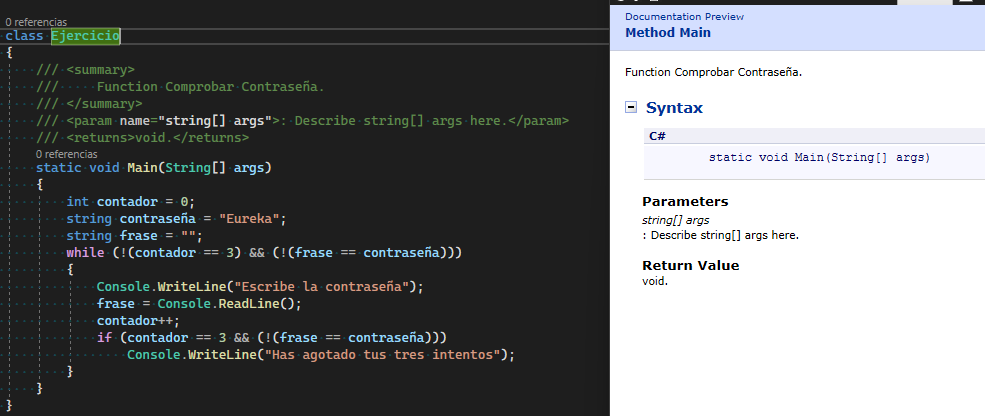 0 referencias
class Ejercicio
{
/// <summary>
/// Function Comprobar Contraseña.
/// </summary>
/// <param name="string[] args">: Describe string[] args here.</param>
/// <returns>void.</returns>
0 referencias
static void Main(String[] args)
{
int contador = 0;
string contraseña = "Eureka";
string frase = "";
while (!(contador == 3) && (!(frase == contraseña)))
{
Console.WriteLine("Escribe la contraseña");
frase = Console.ReadLine();
contador++;
if (contador == 3 && (!(frase == contraseña)))
Console.WriteLine("Has agotado tus tres intentos");
}
}
}
Documentation Preview
Method Main
Function Comprobar Contraseña.
Syntax
C#
static void Main(String[] args)
Parameters
string[] args
: Describe string[] args here.
Return Value
void.